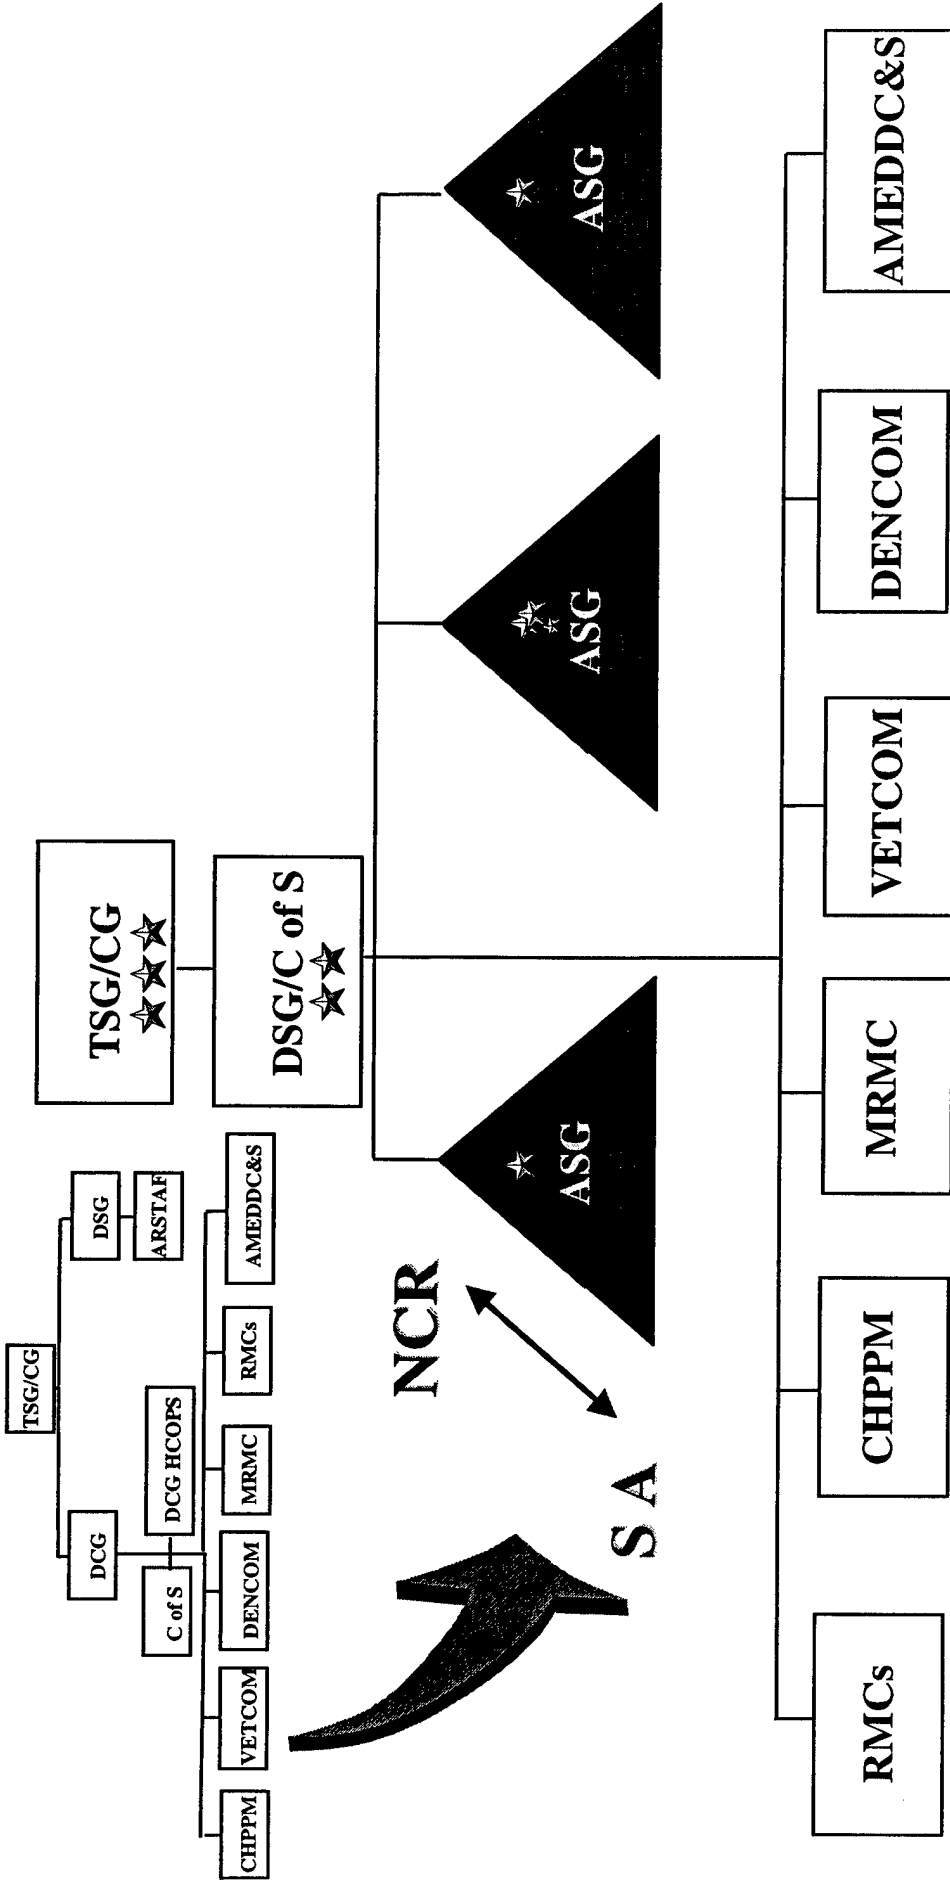 TSG/CG
DCG
DSG
C of S
DCG HCOPS
ARSTAF
CHPPM
VETCOM
DENCOM
MRMC
RMCs
AMEDDC&S
TSG/CG
DSG/C of S
NCR
S A
ASG
ASG
ASG
RMCs
CHPPM
MRMC
VETCOM
DENCOM
AMEDDC&S